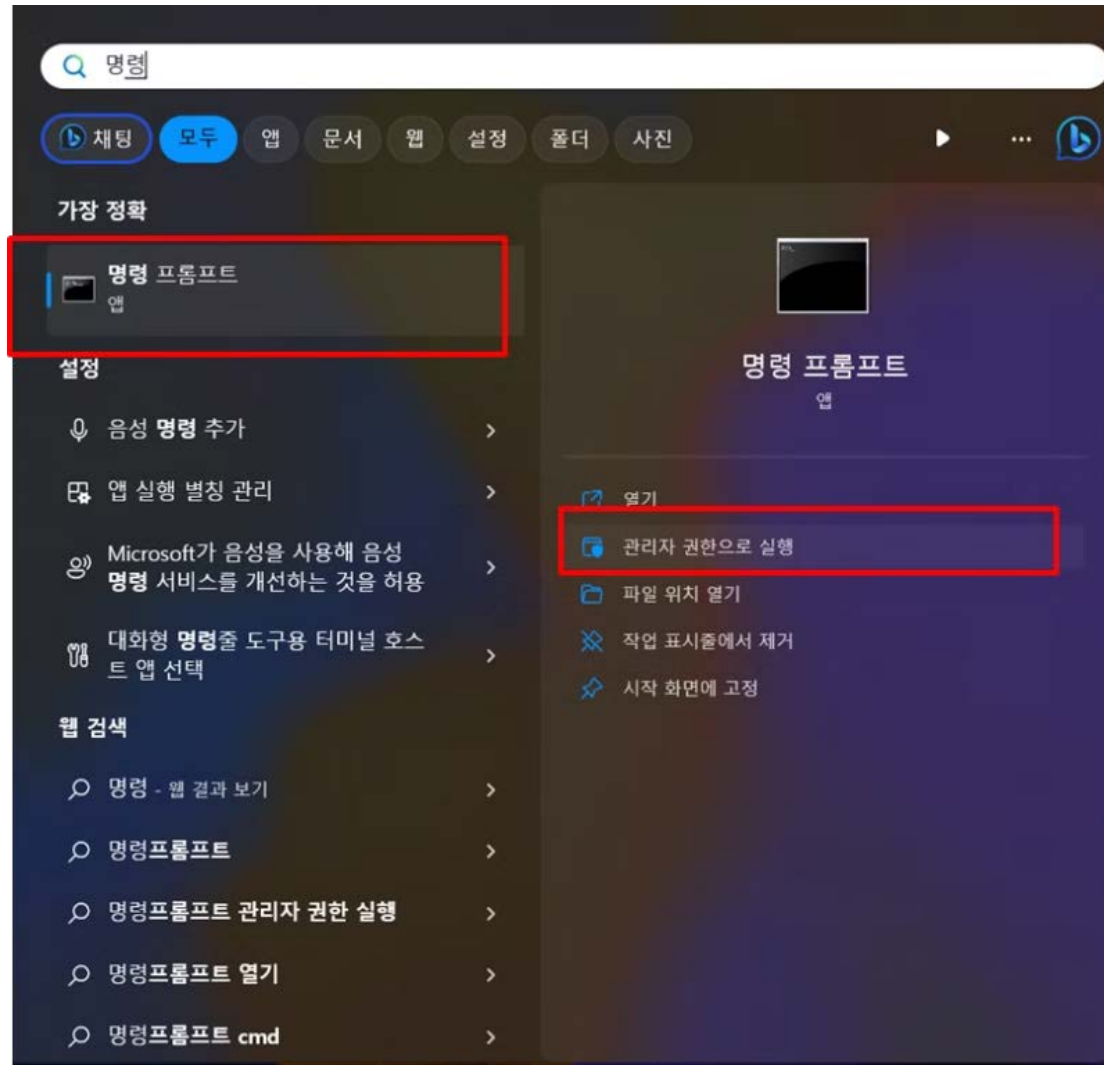 명령
채팅 모두 앱 문서 웹 설정 폴더 사진
가장 정확
명령 프롬프트
앱
설정
음성 명령 추가
앱 실행 별칭 관리
Microsoft가 음성을 사용해 음성
명령 서비스를 개선하는 것을 허용
대화형 명령줄 도구용 터미널 호스
트 앱 선택
웹 검색
명령 - 웹 결과 보기
명령프롬프트
명령프롬프트 관리자 권한 실행
명령프롬프트 열기
명령프롬프트 cmd
명령 프롬프트
앱
열기
관리자 권한으로 실행
파일 위치 열기
작업 표시줄에서 제거
시작 화면에 고정